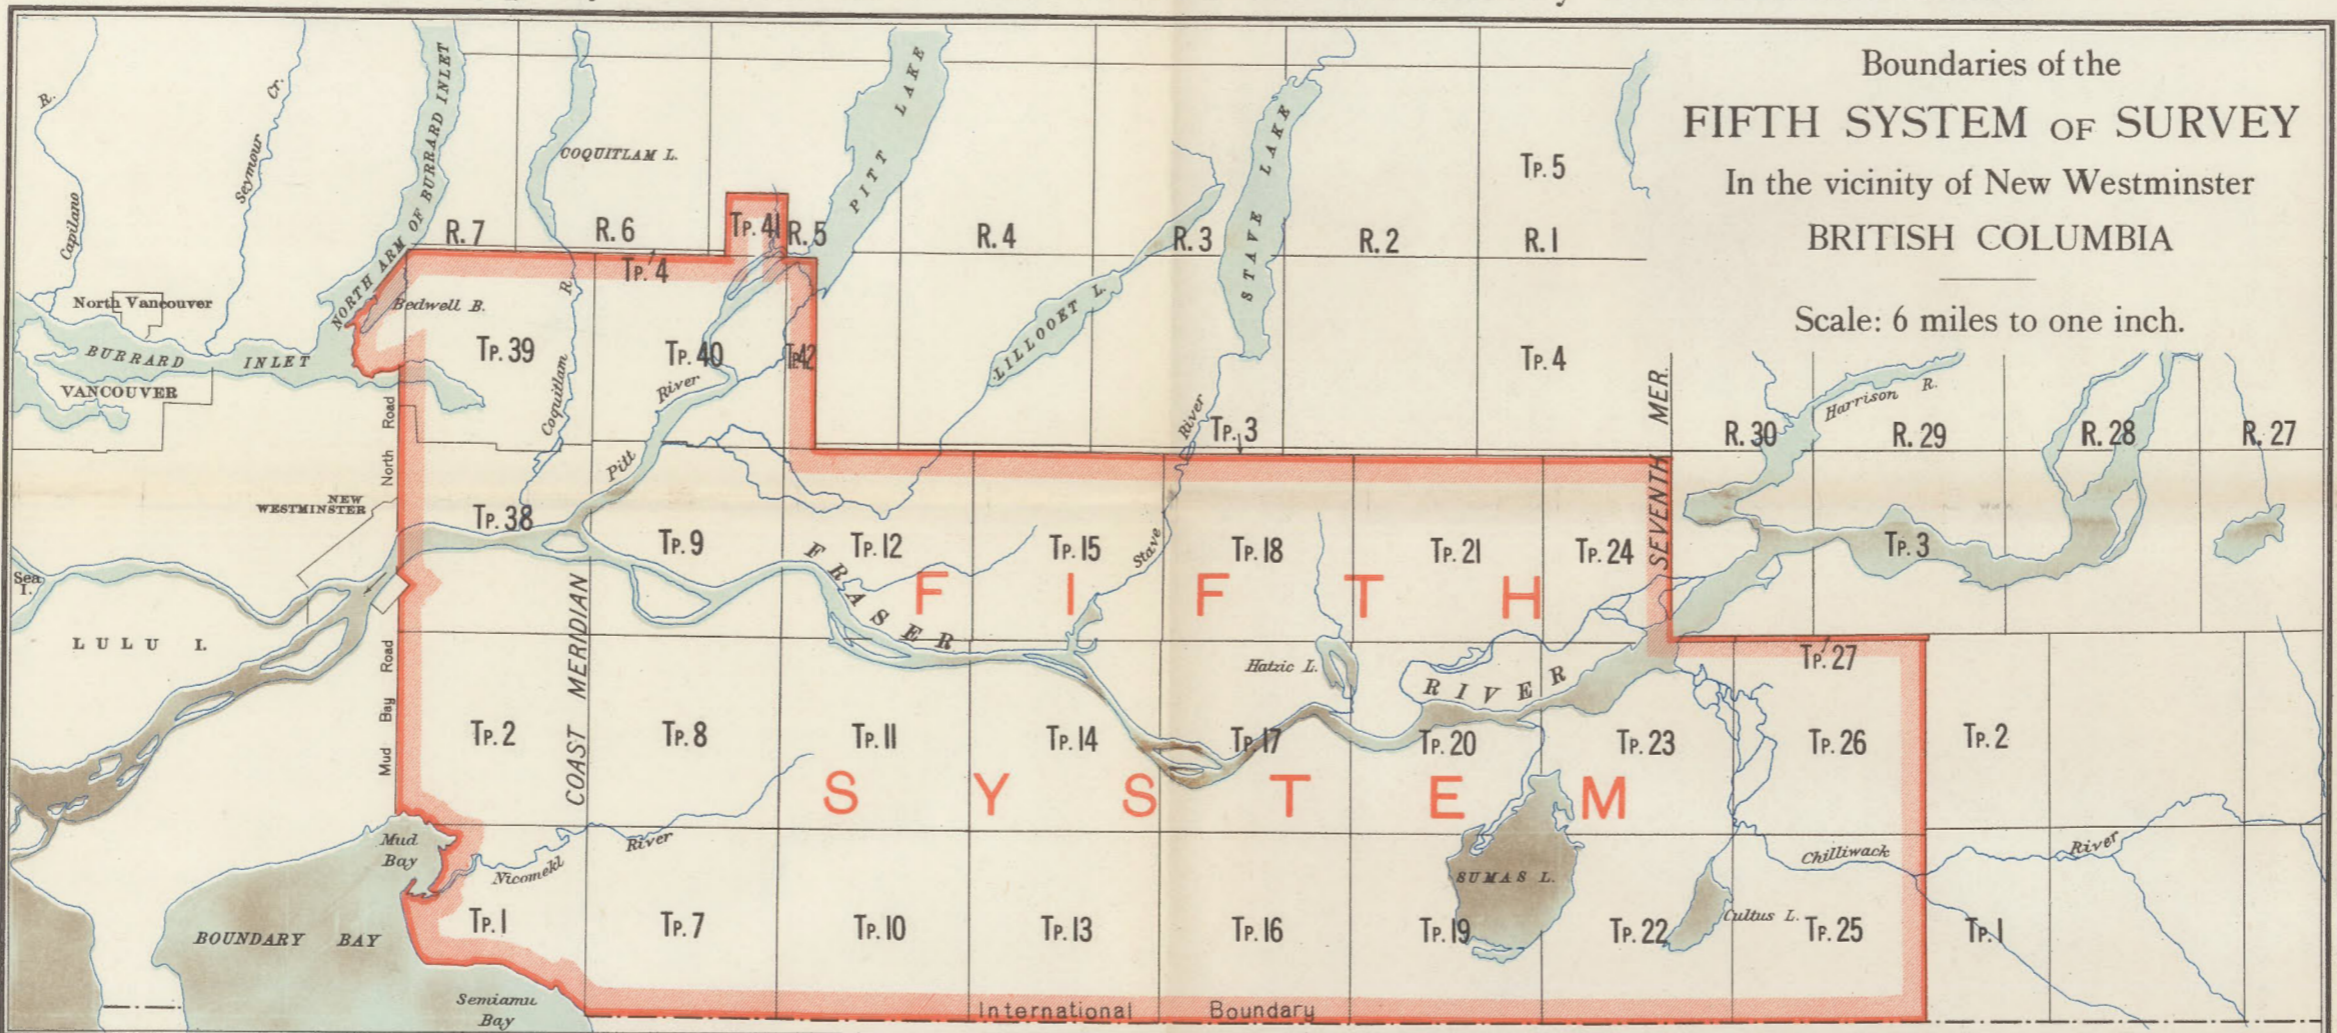 Boundaries of the
FIFTH SYSTEM OF SURVEY
In the vicinity of New Westminster
BRITISH COLUMBIA
Scale: 6 miles to one inch.
R.
Capilano
Seymour
Cr.
NORTH ARM OF BURRARD INLET
COQUITLAM L.
PITT LAKE
STAVE LAKE
LILLOOET L.
Tp. 5
R. 7
R. 6
Tp. 41
R. 5
R. 4
R. 3
R. 2
R. 1
Tp. 4
North Vancouver
BURRARD INLET
VANCOUVER
Bedwell B.
Tp. 39
Tp. 40
Tp. 42
Tp. 4
Coquitlam
R.
Pitt
River
River
Tp. 3
Harrison R.
R. 30
R. 29
R. 28
R. 27
SEVENTH MER.
North Road
NEW
WESTMINSTER
Tp. 38
Tp. 9
Tp. 12
Tp. 15
Stave
Tp. 18
Tp. 21
Tp. 24
Tp. 3
FIFTH
Sea
I.
LULU I.
Mud Bay Road
COAST MERIDIAN
FRASER
RIVER
Hatzic L.
Tp. 27
Tp. 2
Tp. 8
Tp. 11
Tp. 14
Tp. 17
Tp. 20
Tp. 23
Tp. 26
Tp. 2
SYSTEM
Mud
Bay
Nicomekl
River
SUMAS L.
Chilliwack
River
Cultus L.
BOUNDARY BAY
Tp. 1
Tp. 7
Tp. 10
Tp. 13
Tp. 16
Tp. 19
Tp. 22
Tp. 25
Tp. 1
Semiamu
Bay
International Boundary